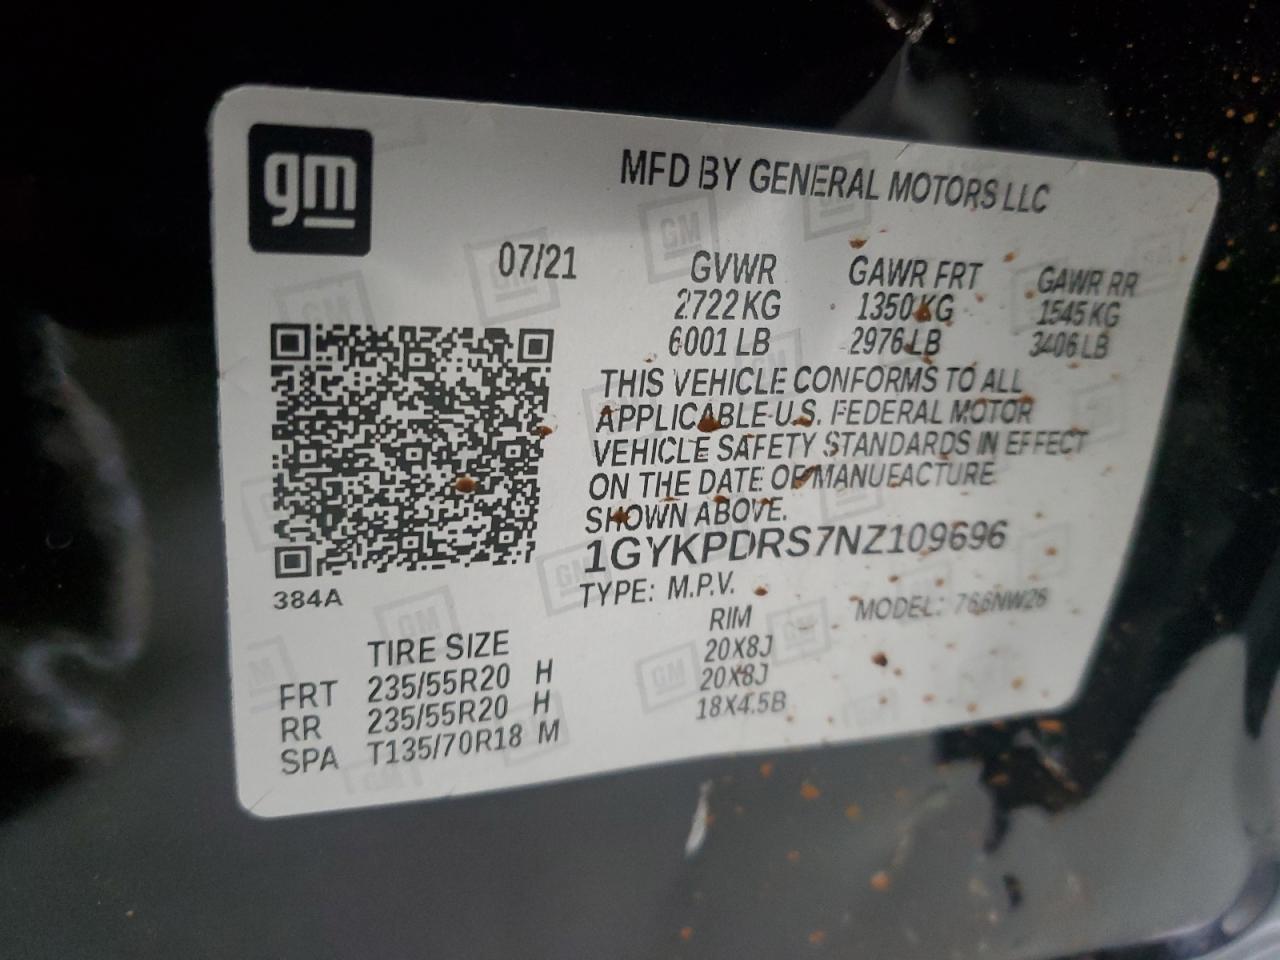 gm
MFD BY GENERAL MOTORS LLC
07/21 GVWR GAWR FRT GAWR RR
2722 KG 1350 KG 1545 KG
6001 LB 2976 LB 3406 LB
THIS VEHICLE CONFORMS TO ALL
APPLICABLE U.S. FEDERAL MOTOR
VEHICLE SAFETY STANDARDS IN EFFECT
ON THE DATE OF MANUFACTURE
SHOWN ABOVE.
1GYKPDRS7NZ109696
TYPE: M.P.V. MODEL: 766NW26
384A
TIRE SIZE RIM
FRT 235/55R20 H 20X8J
RR 235/55R20 H 20X8J
SPA T135/70R18 M 18X4.5B